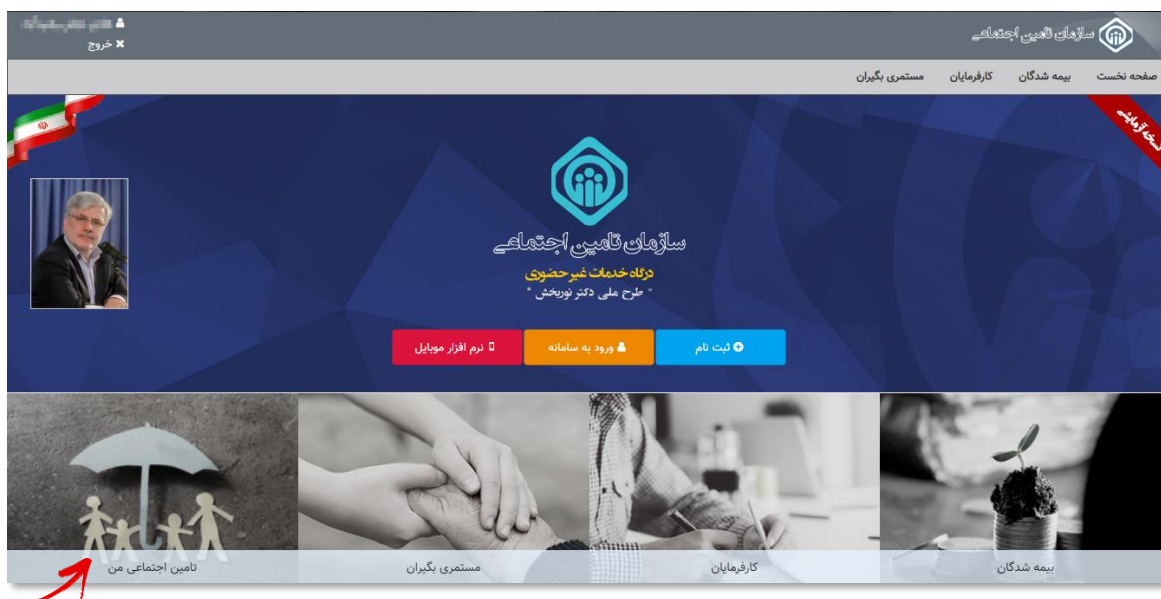 سازمان تامین اجتماعی
خروج
صفحه نخست بیمه شدگان کارفرمایان مستمری بگیران
نسخه آزمایشی
سازمان تامین اجتماعی
درگاه خدمات غیر حضوری
" طرح ملی دکتر نوربخش "
ثبت نام ورود به سامانه نرم افزار موبایل
بیمه شدگان کارفرمایان مستمری بگیران تامین اجتماعی من